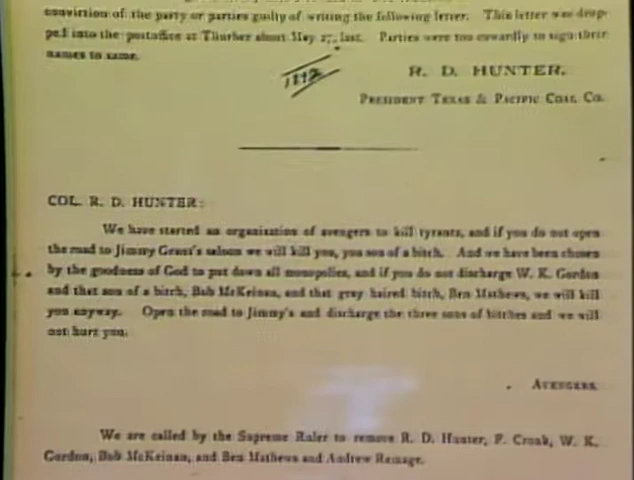 conviction of the party or parties guilty of writing the following letter. This letter was drop-
ped into the postoffice at Thurber about May 27, last. Parties were too cowardly to sign their
names to same.
R. D. HUNTER,
PRESIDENT TEXAS & PACIFIC COAL CO.
COL. R. D. HUNTER:
We have started an organization of avengers to kill tyrants, and if you do not open
the road to Jimmy Grant's saloon we will kill you, you son of a bitch. And we have been chosen
by the goodness of God to put down all monopolies, and if you do not discharge W. K. Gordon
and that son of a bitch, Bob McKeinan, and that gray haired bitch, Ben Mathews, we will kill
you anyway. Open the road to Jimmy's and discharge the three sons of bitches and we will
not hurt you.
AVENGERS.
We are called by the Supreme Ruler to remove R. D. Hunter, F. Cronk, W. K.
Gordon, Bob McKeinan, and Ben Mathews and Andrew Ramage.